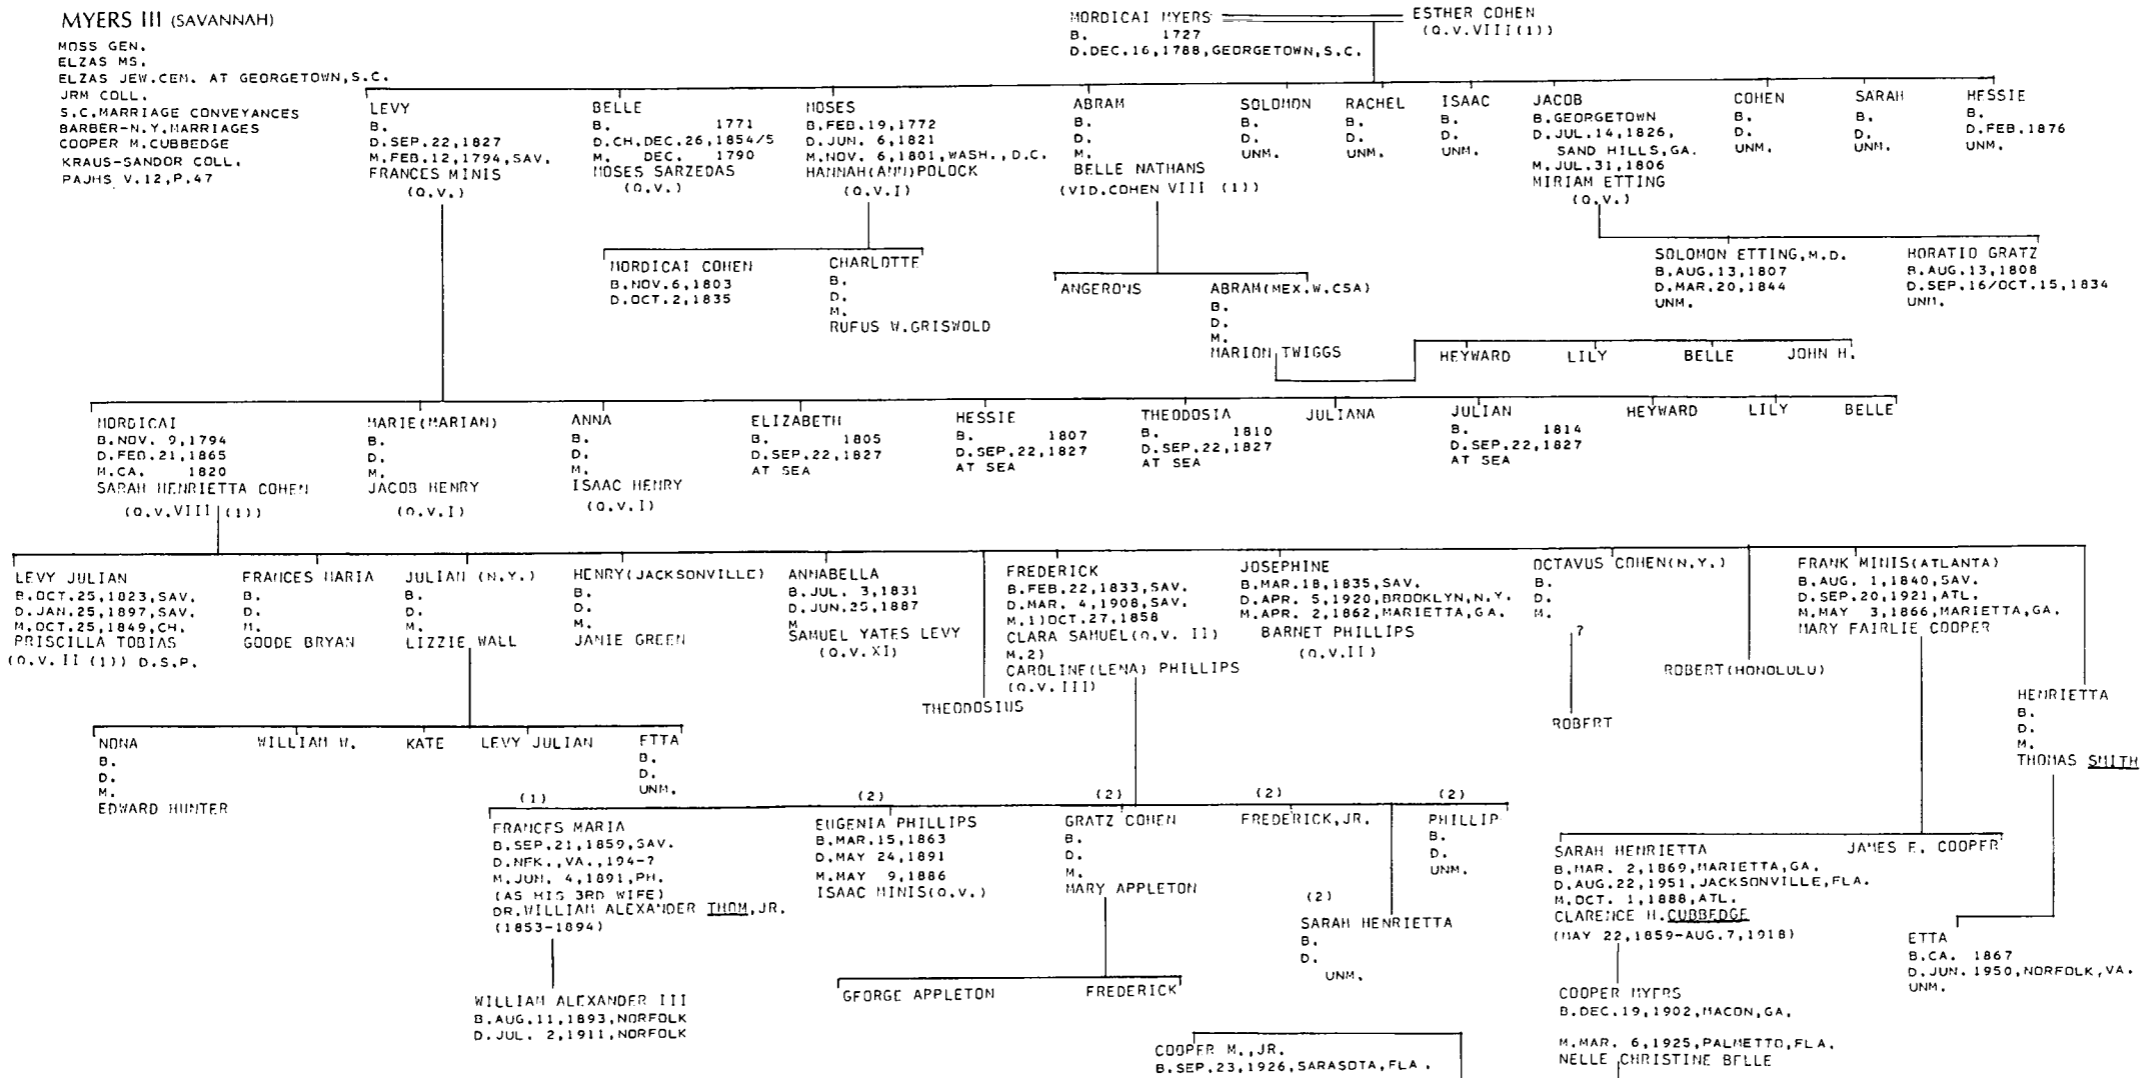 MYERS III (SAVANNAH)
MOSS GEN.
ELZAS MS.
ELZAS JEW.CEM. AT GEORGETOWN,S.C.
JRM COLL.
S.C.MARRIAGE CONVEYANCES
BARBER-N.Y.MARRIAGES
COOPER M.CUBBEDGE
KRAUS-SANDOR COLL.
PAJHS V.12,P.47
MORDICAI MYERS
B. 1727
D.DEC.16,1788,GEORGETOWN,S.C.
ESTHER COHEN
(Q.V.VIII(1))
LEVY
B.
D.SEP.22,1827
M.FEB.12,1794,SAV.
FRANCES MINIS
(Q.V.)
BELLE
B. 1771
D.CH.DEC.26,1854/5
M. DEC. 1790
MOSES SARZEDAS
(Q.V.)
MOSES
B.FEB.19,1772
D.JUN. 6,1821
M.NOV. 6,1801,WASH.,D.C.
HANNAH(ANN)POLOCK
(Q.V.I)
ABRAM
B.
D.
M.
BELLE NATHANS
(VID.COHEN VIII (1))
SOLOMON
B.
D.
UNM.
RACHEL
B.
D.
UNM.
ISAAC
B.
D.
UNM.
JACOB
B.GEORGETOWN
D.JUL.14,1826,
SAND HILLS,GA.
M.JUL.31,1806
MIRIAM ETTING
(Q.V.)
COHEN
B.
D.
UNM.
SARAH
B.
D.
UNM.
HESSIE
B.
D.FEB.1876
UNM.
MORDICAI COHEN
B.NOV.6,1803
D.OCT.2,1835
CHARLOTTE
B.
D.
M.
RUFUS W.GRISWOLD
ANGERONS
ABRAM(MEX.W.CSA)
B.
D.
M.
MARION TWIGGS
SOLOMON ETTING,M.D.
B.AUG.13,1807
D.MAR.20,1844
UNM.
HORATIO GRATZ
B.AUG.13,1808
D.SEP.16/OCT.15,1834
UNM.
HEYWARD
LILY
BELLE
JOHN H.
MORDICAI
B.NOV. 9,1794
D.FEB.21,1865
M.CA. 1820
SARAH HENRIETTA COHEN
(Q.V.VIII (1))
MARIE(MARIAN)
B.
D.
M.
JACOB HENRY
(Q.V.I)
ANNA
B.
D.
M.
ISAAC HENRY
(Q.V.I)
ELIZABETH
B. 1805
D.SEP.22,1827
AT SEA
HESSIE
B. 1807
D.SEP.22,1827
AT SEA
THEODOSIA
B. 1810
D.SEP.22,1827
AT SEA
JULIANA
JULIAN
B. 1814
D.SEP.22,1827
AT SEA
HEYWARD
LILY
BELLE
LEVY JULIAN
B.OCT.25,1823,SAV.
D.JAN.25,1897,SAV.
M.OCT.25,1849,CH.
PRISCILLA TOBIAS
(Q.V.II (1)) D.S.P.
FRANCES MARIA
B.
D.
M.
GOODE BRYAN
JULIAN (N.Y.)
B.
D.
M.
LIZZIE WALL
HENRY(JACKSONVILLE)
B.
D.
M.
JANIE GREEN
ANNABELLA
B.JUL. 3,1831
D.JUN.25,1887
M.
SAMUEL YATES LEVY
(Q.V.XI)
THEODOSIUS
FREDERICK
B.FEB.22,1833,SAV.
D.MAR. 4,1908,SAV.
M.1)OCT.27,1858
CLARA SAMUEL(Q.V. II)
M.2)
CAROLINE(LENA) PHILLIPS
(Q.V.III)
JOSEPHINE
B.MAR.18,1835,SAV.
D.APR. 5,1920,BROOKLYN,N.Y.
M.APR. 2,1862,MARIETTA,GA.
BARNET PHILLIPS
(Q.V.II)
OCTAVUS COHEN(N.Y.)
B.
D.
M.
?
ROBERT
ROBERT(HONOLULU)
FRANK MINIS(ATLANTA)
B.AUG. 1,1840,SAV.
D.SEP.20,1921,ATL.
M.MAY 3,1866,MARIETTA,GA.
MARY FAIRLIE COOPER
HENRIETTA
B.
D.
M.
THOMAS SMITH
NONA
B.
D.
M.
EDWARD HUNTER
WILLIAM W.
KATE
LEVY JULIAN
ETTA
B.
D.
UNM.
(1)
FRANCES MARIA
B.SEP.21,1859,SAV.
D.NFK.,VA.,194-?
M.JUN. 4,1891,PH.
(AS HIS 3RD WIFE)
DR.WILLIAM ALEXANDER THOM,JR.
(1853-1894)
(2)
EUGENIA PHILLIPS
B.MAR.15,1863
D.MAY 24,1891
M.MAY 9,1886
ISAAC MINIS(Q.V.)
(2)
GRATZ COHEN
B.
D.
M.
MARY APPLETON
(2)
FREDERICK,JR.
(2)
SARAH HENRIETTA
B.
D.
UNM.
(2)
PHILLIP
B.
D.
UNM.
SARAH HENRIETTA
B.MAR. 2,1869,MARIETTA,GA.
D.AUG.22,1951,JACKSONVILLE,FLA.
M.OCT. 1,1888,ATL.
CLARENCE H.CUBBEDGE
(MAY 22,1859-AUG.7,1918)
JAMES E. COOPER
ETTA
B.CA. 1867
D.JUN.1950,NORFOLK,VA.
UNM.
WILLIAM ALEXANDER III
B.AUG.11,1893,NORFOLK
D.JUL. 2,1911,NORFOLK
GEORGE APPLETON
FREDERICK
COOPER MYERS
B.DEC.19,1902,MACON,GA.
M.MAR. 6,1925,PALMETTO,FLA.
NELLE CHRISTINE BELLE
COOPER M.,JR.
B.SEP.23,1926,SARASOTA,FLA.